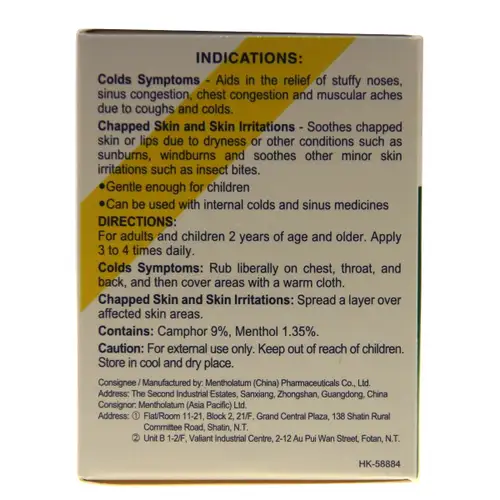 INDICATIONS:
Colds Symptoms - Aids in the relief of stuffy noses,
sinus congestion, chest congestion and muscular aches
due to coughs and colds.
Chapped Skin and Skin Irritations - Soothes chapped
skin or lips due to dryness or other conditions such as
sunburns, windburns and soothes other minor skin
irritations such as insect bites.
•Gentle enough for children
•Can be used with internal colds and sinus medicines
DIRECTIONS:
For adults and children 2 years of age and older. Apply
3 to 4 times daily.
Colds Symptoms: Rub liberally on chest, throat, and
back, and then cover areas with a warm cloth.
Chapped Skin and Skin Irritations: Spread a layer over
affected skin areas.
Contains: Camphor 9%, Menthol 1.35%.
Caution: For external use only. Keep out of reach of children.
Store in cool and dry place.
Consignee / Manufactured by: Mentholatum (China) Pharmaceuticals Co., Ltd.
Address: The Second Industrial Estates, Sanxiang, Zhongshan, Guangdong, China
Consignor: Mentholatum (Asia Pacific) Ltd.
Address: ① Flat/Room 11-21, Block 2, 21/F, Grand Central Plaza, 138 Shatin Rural
Committee Road, Shatin, N.T.
② Unit B 1-2/F, Valiant Industrial Centre, 2-12 Au Pui Wan Street, Fotan, N.T.
HK-58884